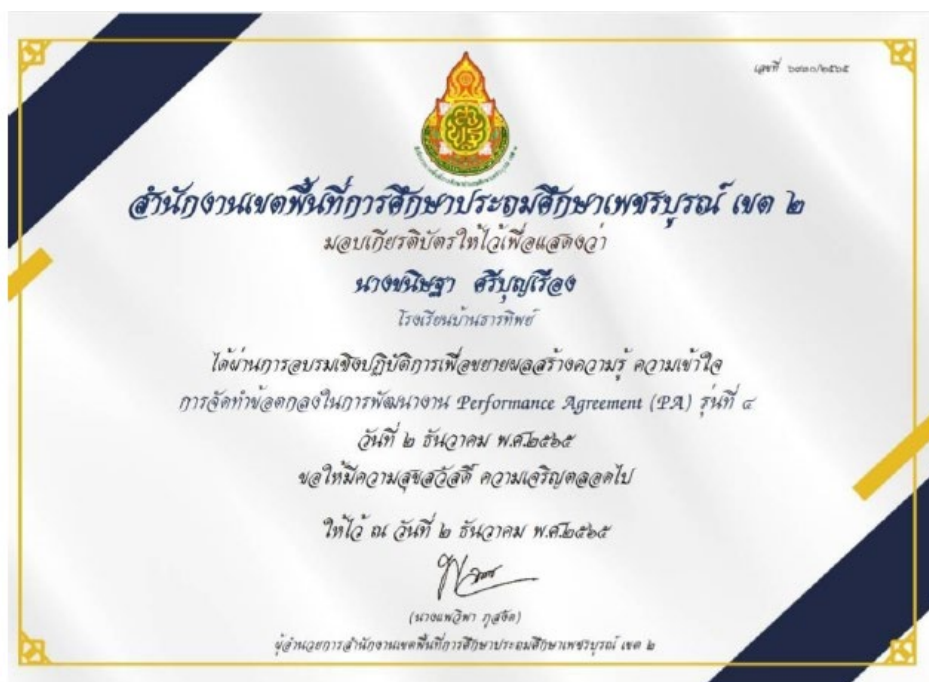 เลขที่
สำนักงานเขตพื้นที่การศึกษาประถมศึกษาเพชรบูรณ์ เขต ๒
มอบเกียรติบัตรให้ไว้เพื่อแสดงว่า
นางขนิษฐา ศรีบุญเรือง
โรงเรียนบ้านธารทิพย์
ได้ผ่านการอบรมเชิงปฏิบัติการเพื่อขยายผลสร้างความรู้ ความเข้าใจ
การจัดทำข้อตกลงในการพัฒนางาน Performance Agreement (PA) รุ่นที่ ๔
วันที่ ๒ ธันวาคม พ.ศ.๒๕๖๕
ขอให้มีความสุขสวัสดิ์ ความเจริญตลอดไป
ให้ไว้ ณ วันที่ ๒ ธันวาคม พ.ศ.๒๕๖๕
(นางแพวิพา ภูสงัด)
ผู้อำนวยการสำนักงานเขตพื้นที่การศึกษาประถมศึกษาเพชรบูรณ์ เขต ๒